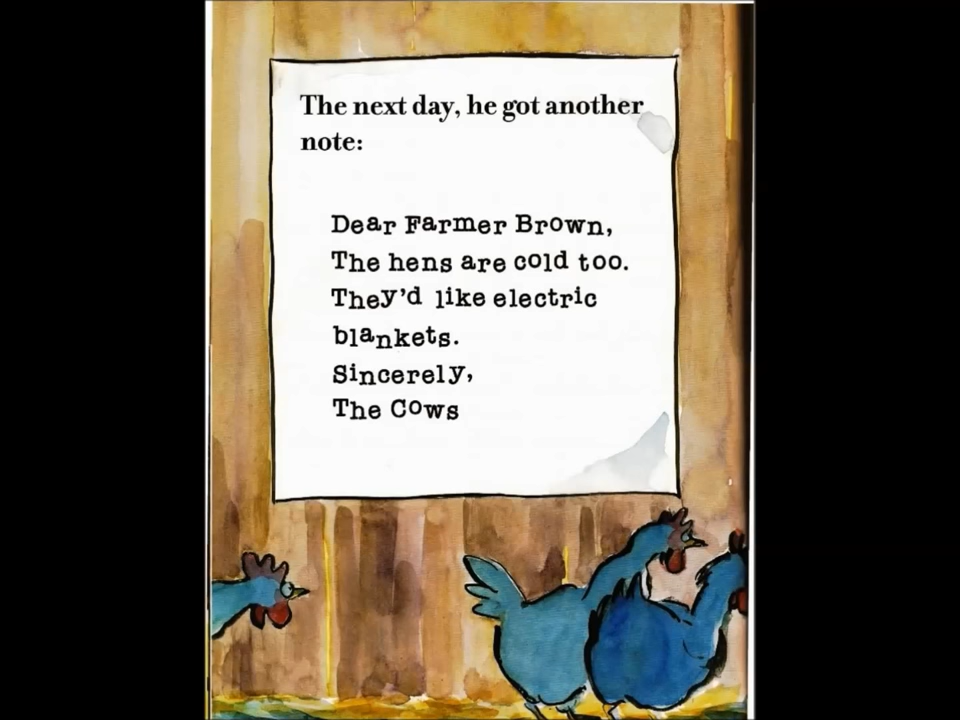 The next day, he got another
note:
Dear Farmer Brown,
The hens are cold too.
They'd like electric
blankets.
Sincerely,
The Cows